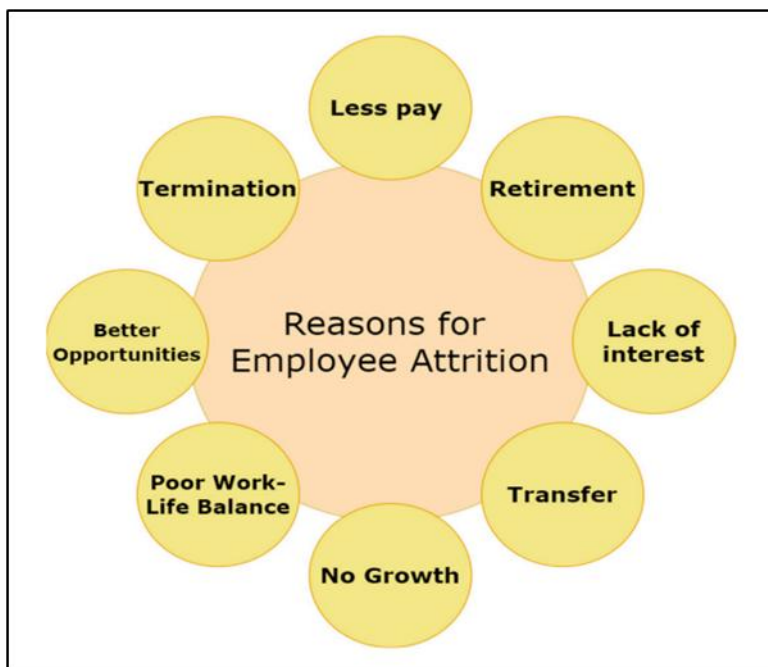 Less pay
Termination
Retirement
Reasons for
Employee Attrition
Better
Opportunities
Lack of
interest
Poor Work-
Life Balance
Transfer
No Growth